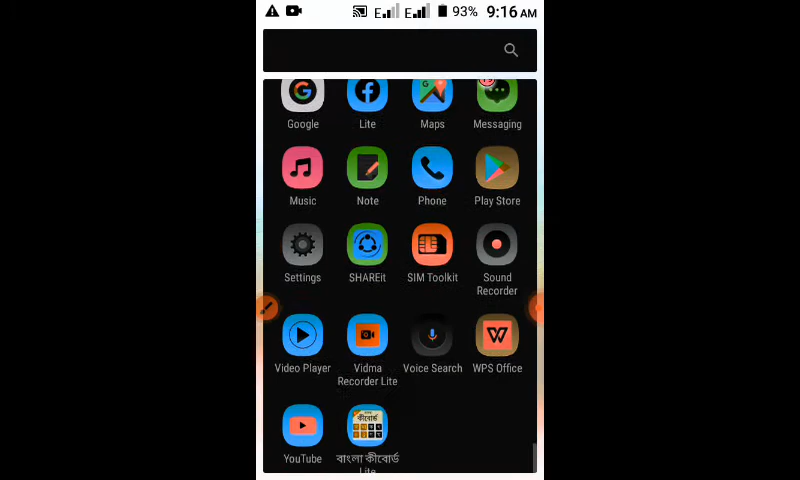 E E 93% 9:16 AM
Google Lite Maps Messaging
Music Note Phone Play Store
Settings SHAREit SIM Toolkit Sound
Recorder
Video Player Vidma Voice Search WPS Office
Recorder Lite
YouTube বাংলা কীবোর্ড
Lite